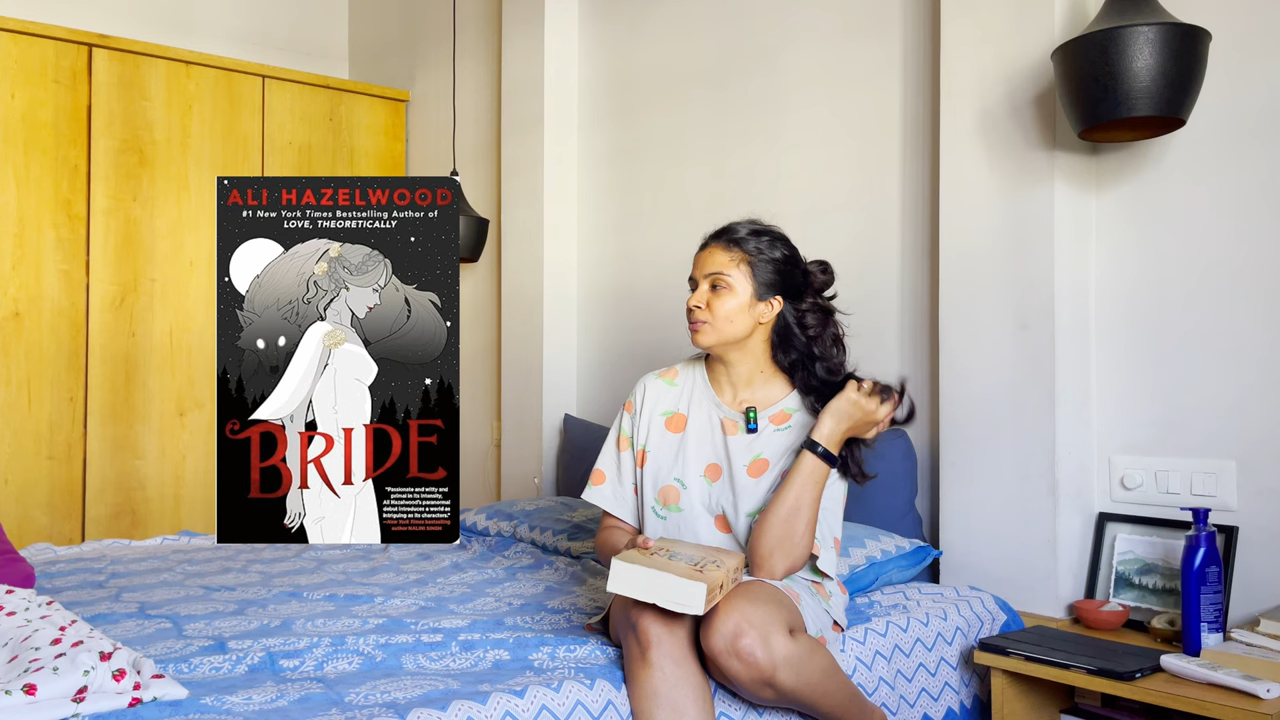 ALI HAZELWOOD
#1 New York Times Bestselling Author of
LOVE, THEORETICALLY
BRIDE
"Passionate and witty and
primal in its intensity,
Ali Hazelwood's paranormal
debut introduces a world as
intriguing as its characters."
—New York Times bestselling
author NALINI SINGH